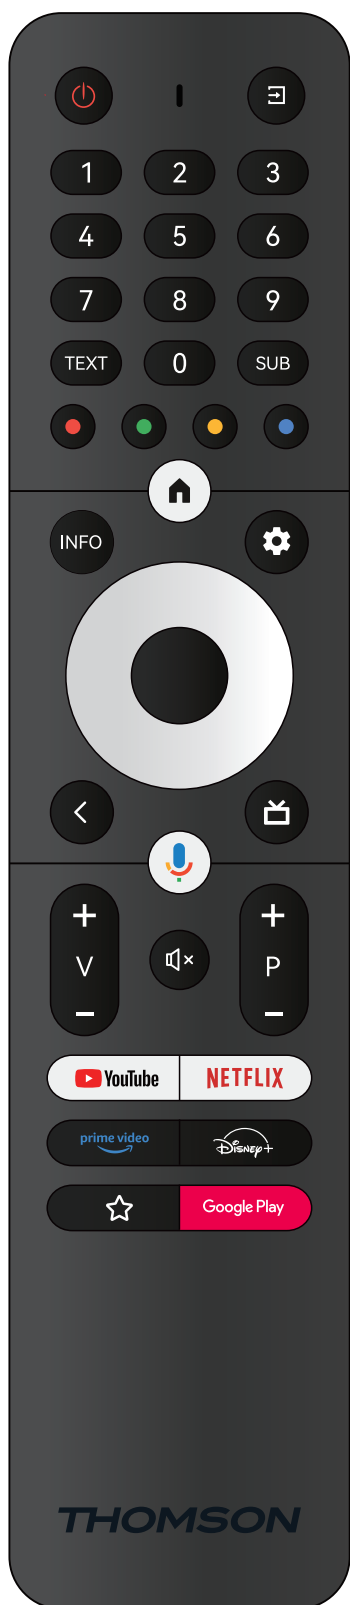 1 2 3
4 5 6
7 8 9
TEXT 0 SUB
INFO
+ +
V P
- -
YouTube NETFLIX
prime video Disney+
Google Play
THOMSON